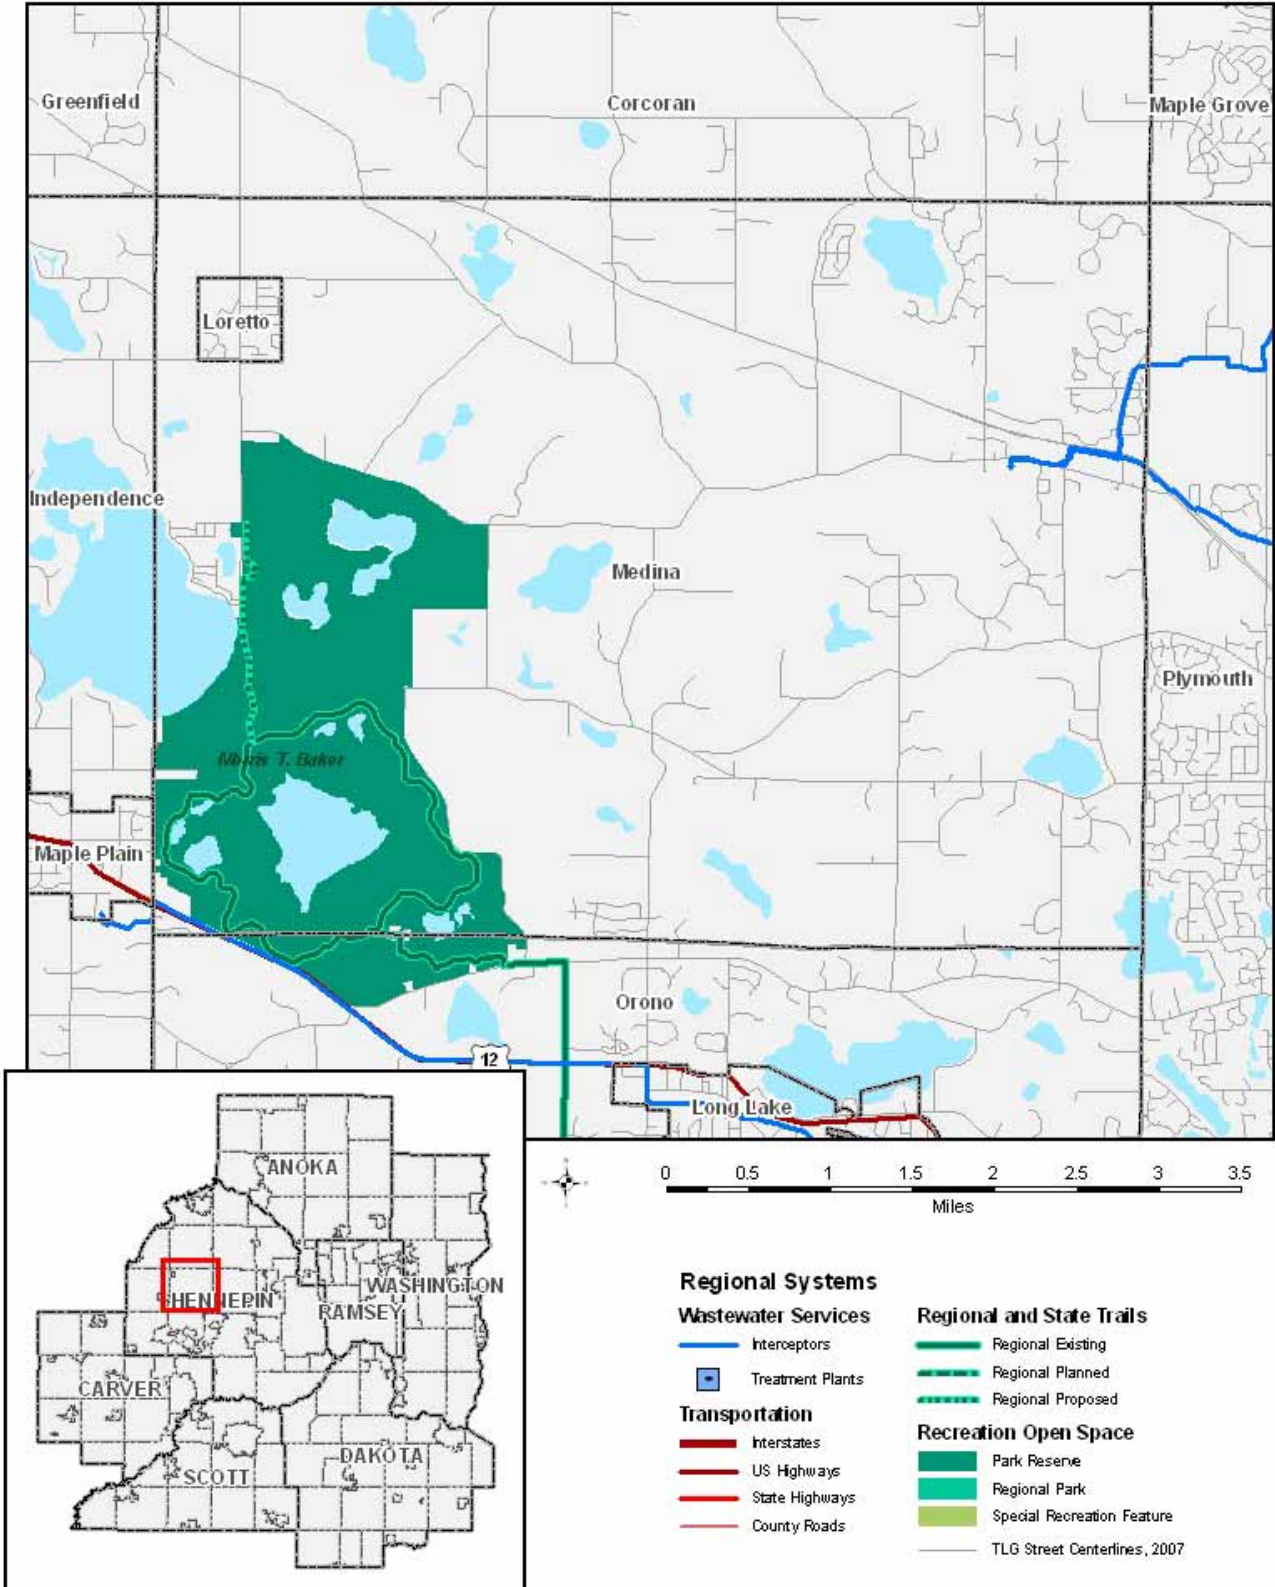 Greenfield
Corcoran
Maple Grove
Loretto
Independence
Medina
Plymouth
Morris T. Baker
Maple Plain
Orono
12
Long Lake
ANOKA
WASHINGTON
HENNEPIN
RAMSEY
CARVER
DAKOTA
SCOTT
0 0.5 1 1.5 2 2.5 3 3.5
Miles
Regional Systems
Wastewater Services
Interceptors
Treatment Plants
Transportation
Interstates
US Highways
State Highways
County Roads
Regional and State Trails
Regional Existing
Regional Planned
Regional Proposed
Recreation Open Space
Park Reserve
Regional Park
Special Recreation Feature
TLG Street Centerlines, 2007